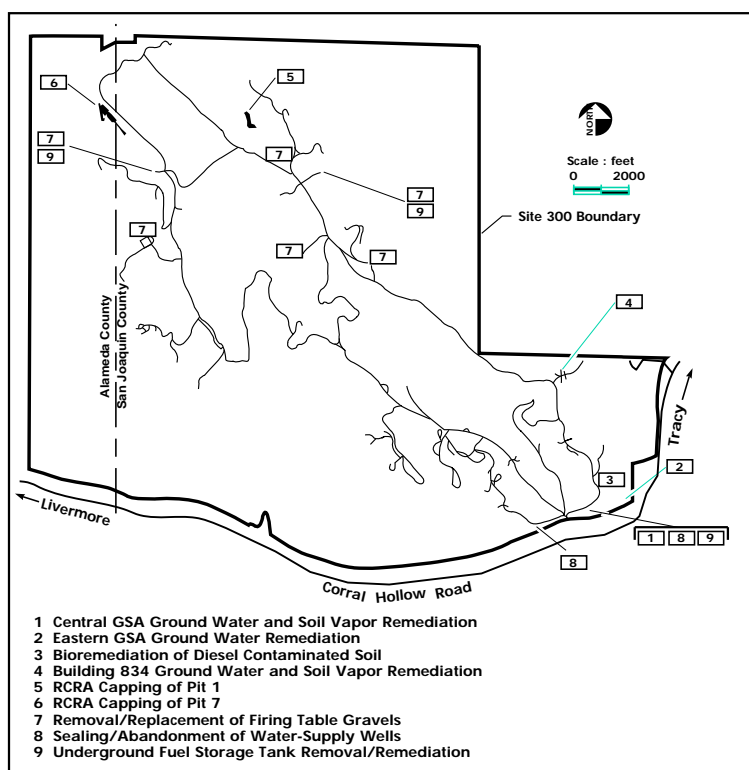 6
5
NORTH
Scale : feet
0 2000
7
9
7
7
9
Site 300 Boundary
7
7
7
4
Alameda County
San Joaquin County
Tracy
3
2
Livermore
1 8 9
8
Corral Hollow Road
1 Central GSA Ground Water and Soil Vapor Remediation
2 Eastern GSA Ground Water Remediation
3 Bioremediation of Diesel Contaminated Soil
4 Building 834 Ground Water and Soil Vapor Remediation
5 RCRA Capping of Pit 1
6 RCRA Capping of Pit 7
7 Removal/Replacement of Firing Table Gravels
8 Sealing/Abandonment of Water-Supply Wells
9 Underground Fuel Storage Tank Removal/Remediation